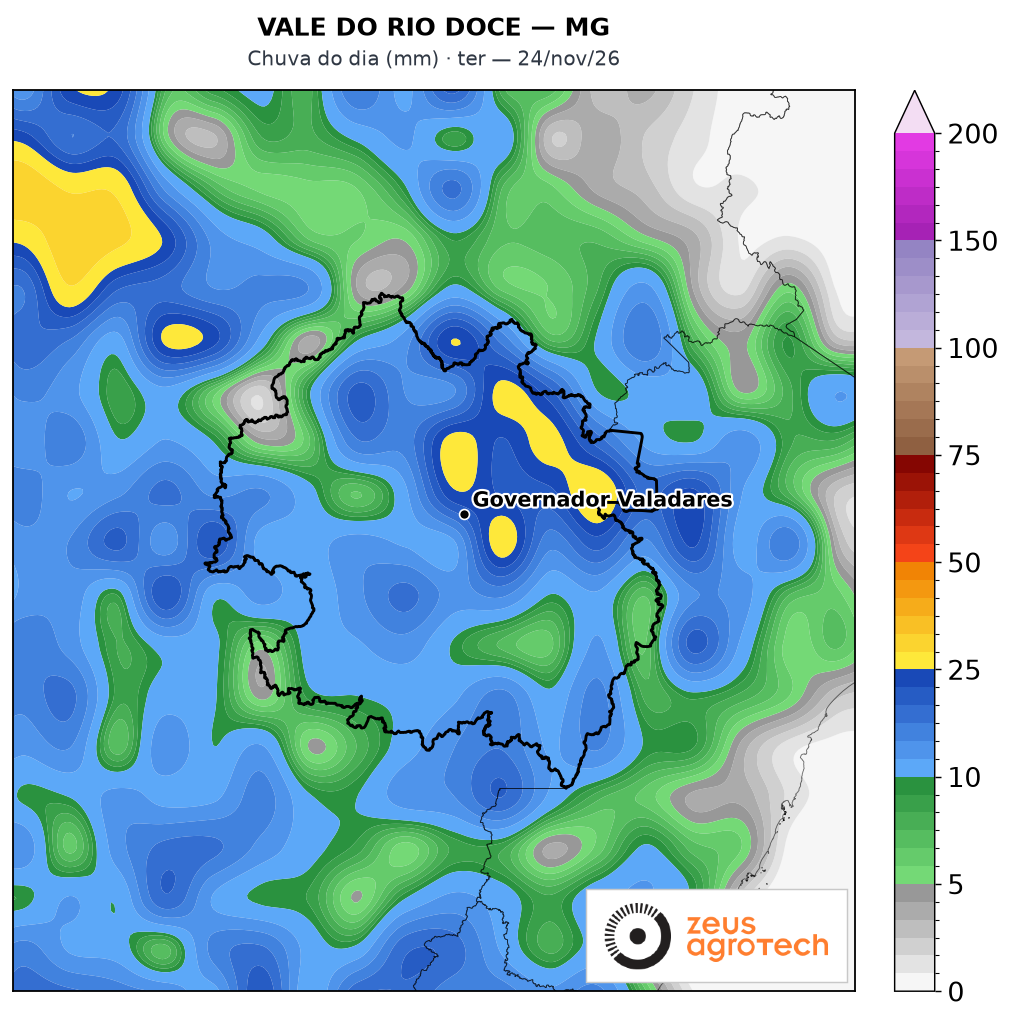 VALE DO RIO DOCE — MG
Chuva do dia (mm) · ter — 24/nov/26
200
150
100
75
50
25
10
5
0
Governador Valadares
zeus
agrotech